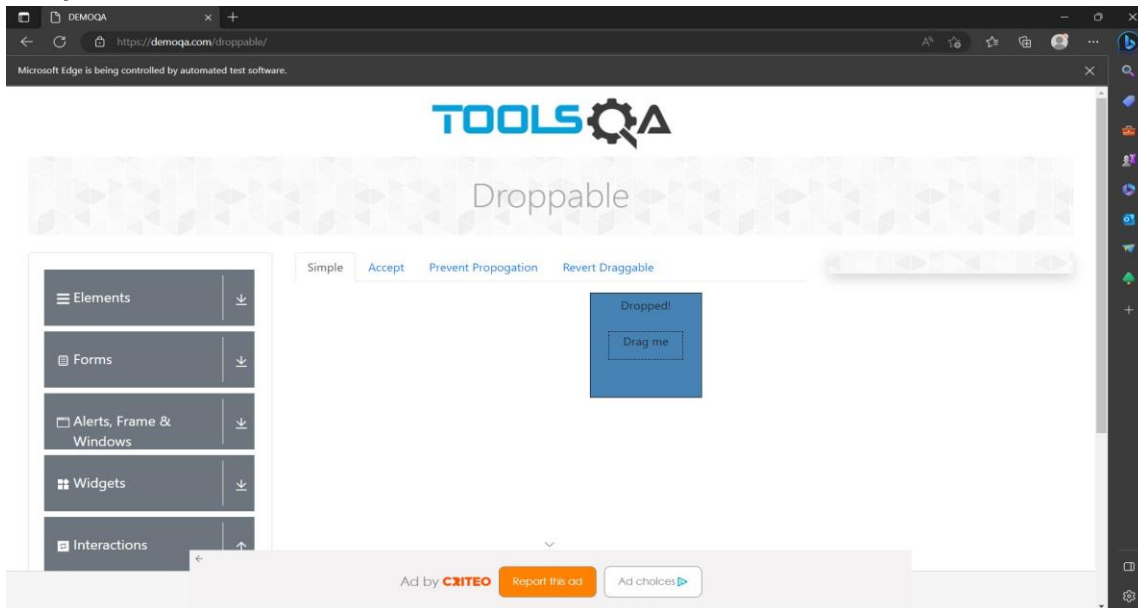 DEMOQA
https://demoqa.com/droppable/
Microsoft Edge is being controlled by automated test software.
TOOLSQA
Droppable
Simple Accept Prevent Propogation Revert Draggable
Elements
Forms
Alerts, Frame &
Windows
Widgets
Interactions
Dropped!
Drag me
Ad by CRITEO Report this ad Ad choices